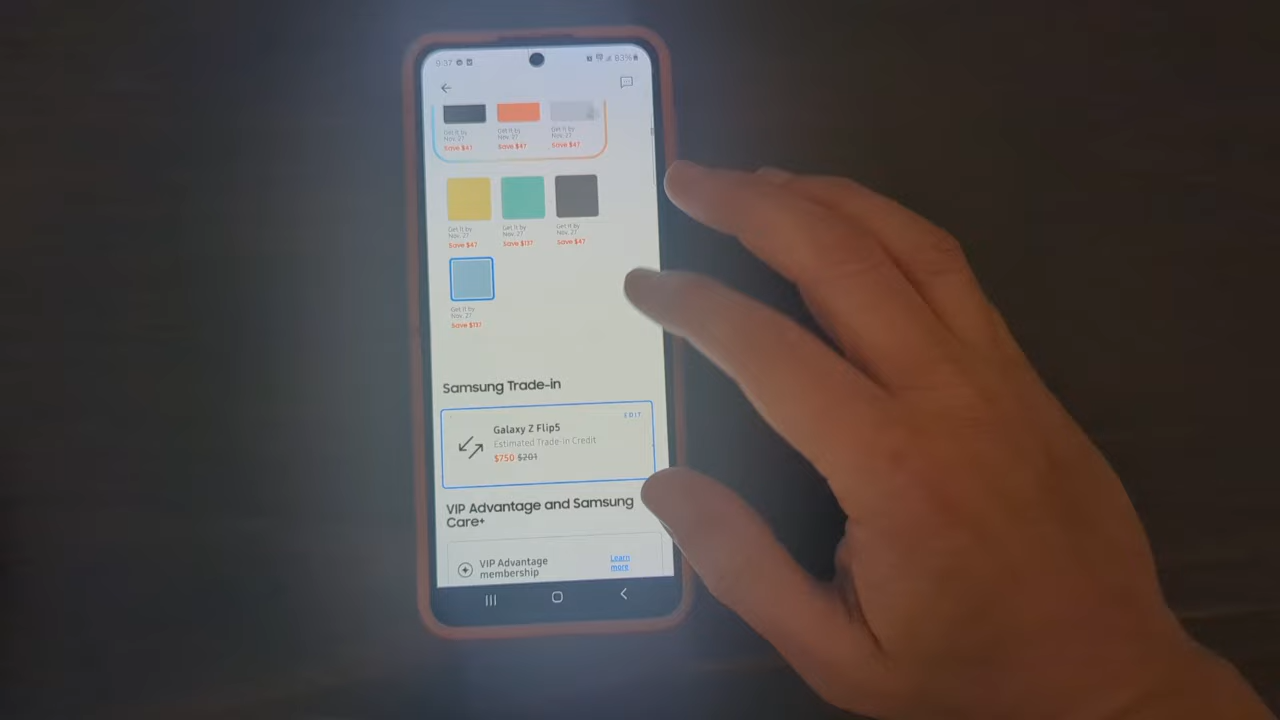 9:37
83%
Get it by
Nov. 27
Save $47
Get it by
Nov. 27
Save $47
Get it by
Nov. 27
Save $47
Get it by
Nov. 27
Save $47
Get it by
Nov. 27
Save $137
Get it by
Nov. 27
Save $47
Get it by
Nov. 27
Save $137
Samsung Trade-in
EDIT
Galaxy Z Flip5
Estimated Trade-in Credit
$750 $201
VIP Advantage and Samsung
Care+
VIP Advantage
membership
Learn
more